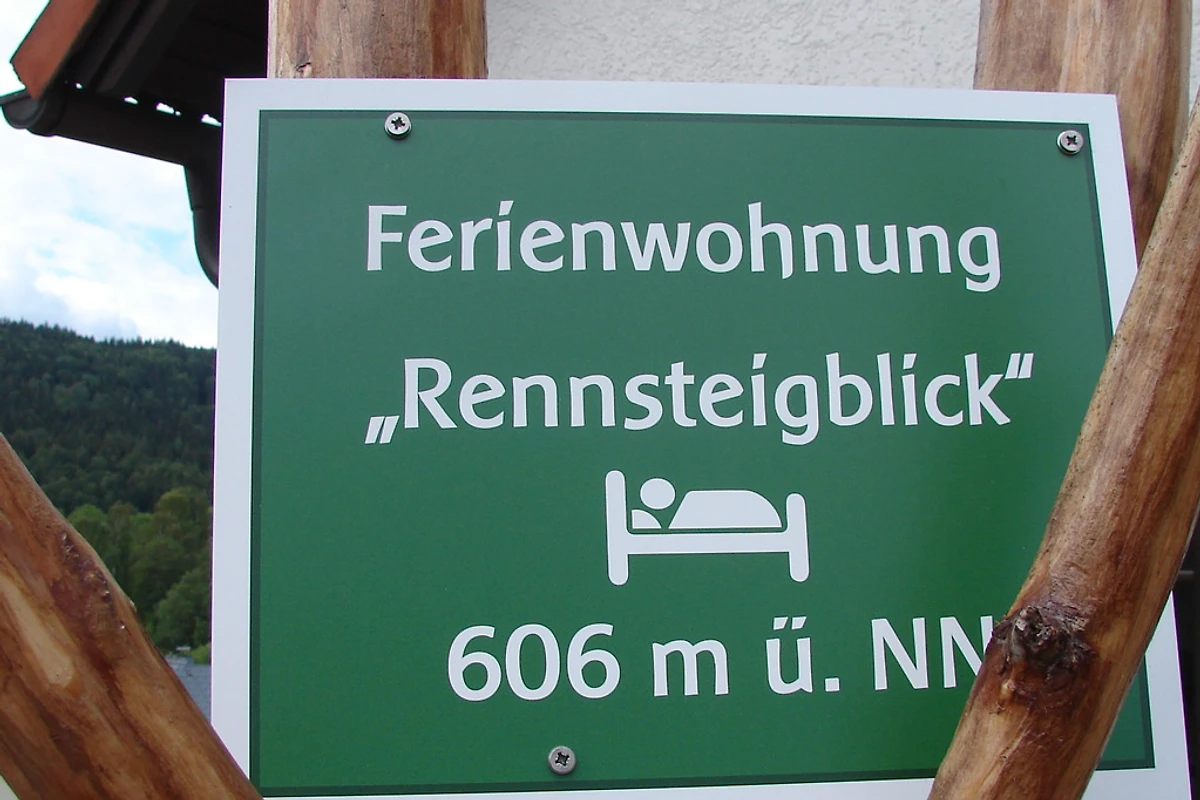 Ferienwohnung
„Rennsteigblick“
606 m ü. NN